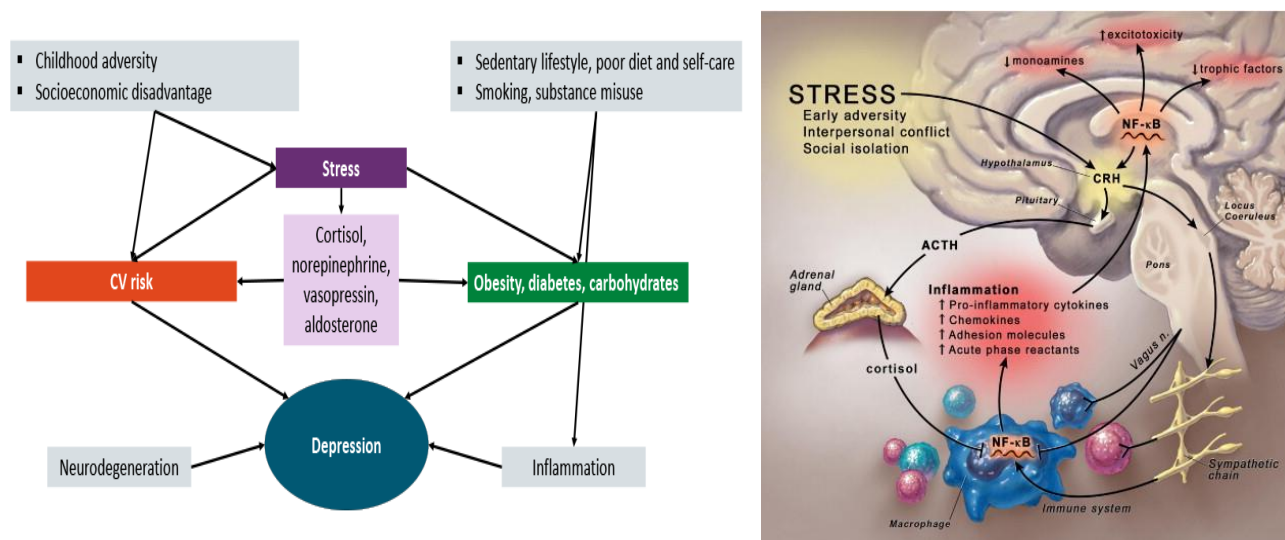 ▪ Childhood adversity
▪ Socioeconomic disadvantage
▪ Sedentary lifestyle, poor diet and self-care
▪ Smoking, substance misuse
Stress
Cortisol,
norepinephrine,
vasopressin,
aldosterone
CV risk
Obesity, diabetes, carbohydrates
Depression
Neurodegeneration
Inflammation
↑ excitotoxicity
↓ monoamines
↓ trophic factors
STRESS
Early adversity
Interpersonal conflict
Social isolation
NF-κB
Hypothalamus
CRH
Pituitary
Locus
Coeruleus
ACTH
Pons
Adrenal
gland
Inflammation
↑ Pro-inflammatory cytokines
↑ Chemokines
↑ Adhesion molecules
↑ Acute phase reactants
Vagus n.
cortisol
NF-κB
Sympathetic
chain
Immune system
Macrophage